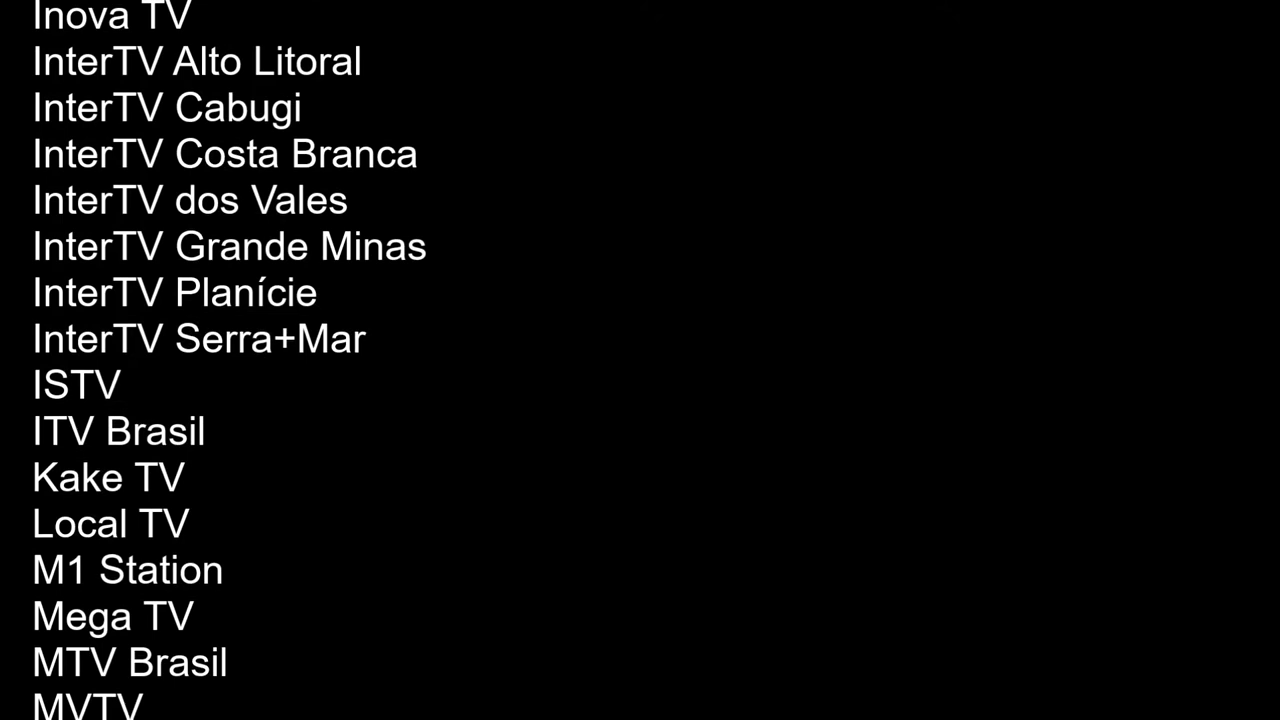 Inova TV
InterTV Alto Litoral
InterTV Cabugi
InterTV Costa Branca
InterTV dos Vales
InterTV Grande Minas
InterTV Planície
InterTV Serra+Mar
ISTV
ITV Brasil
Kake TV
Local TV
M1 Station
Mega TV
MTV Brasil
MVTV